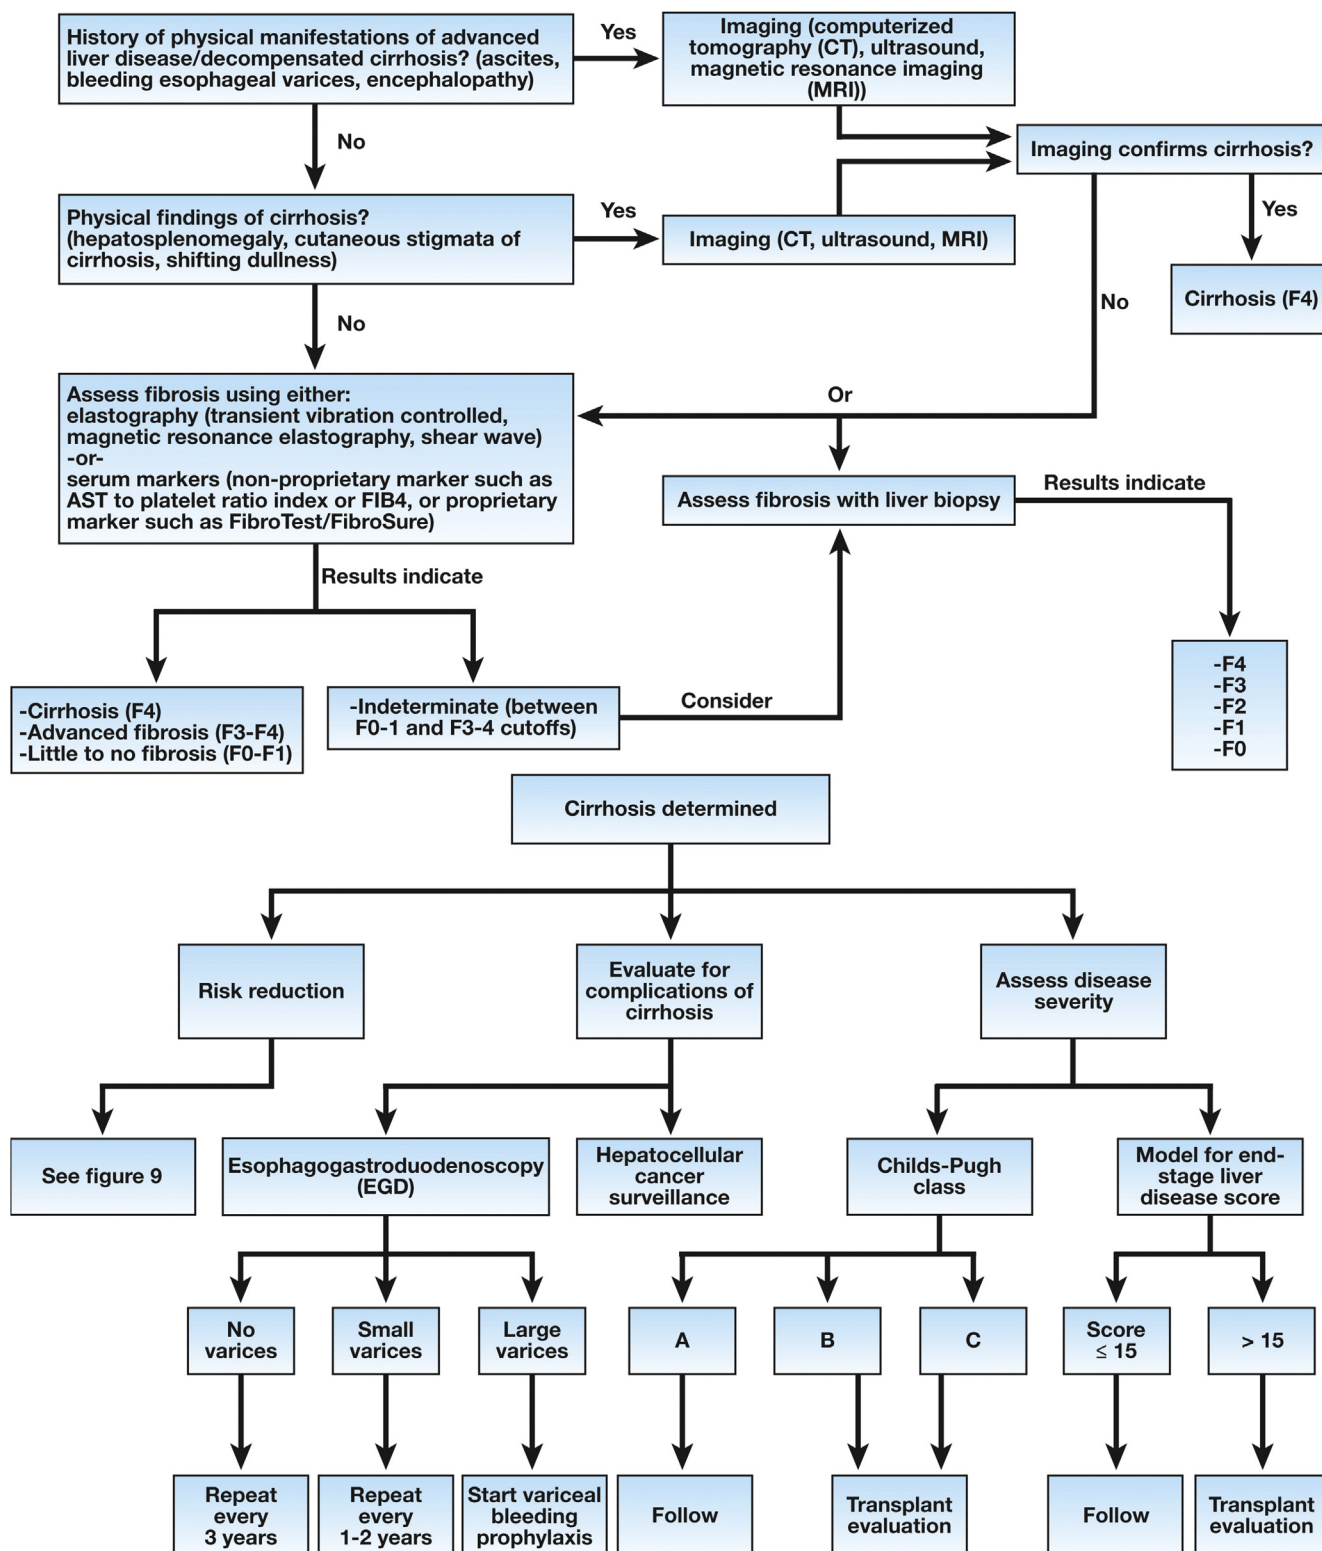 History of physical manifestations of advanced
liver disease/decompensated cirrhosis? (ascites,
bleeding esophageal varices, encephalopathy)
Yes
Imaging (computerized
tomography (CT), ultrasound,
magnetic resonance imaging
(MRI))
No
Imaging confirms cirrhosis?
Physical findings of cirrhosis?
(hepatosplenomegaly, cutaneous stigmata of
cirrhosis, shifting dullness)
Yes
Imaging (CT, ultrasound, MRI)
Yes
Cirrhosis (F4)
No
No
Assess fibrosis using either:
elastography (transient vibration controlled,
magnetic resonance elastography, shear wave)
-or-
serum markers (non-proprietary marker such as
AST to platelet ratio index or FIB4, or proprietary
marker such as FibroTest/FibroSure)
Or
Assess fibrosis with liver biopsy
Results indicate
Results indicate
-F4
-F3
-F2
-F1
-F0
-Cirrhosis (F4)
-Advanced fibrosis (F3-F4)
-Little to no fibrosis (F0-F1)
-Indeterminate (between
F0-1 and F3-4 cutoffs)
Consider
Cirrhosis determined
Risk reduction
Evaluate for
complications of
cirrhosis
Assess disease
severity
See figure 9
Esophagogastroduodenoscopy
(EGD)
Hepatocellular
cancer
surveillance
Childs-Pugh
class
Model for end-
stage liver
disease score
No
varices
Small
varices
Large
varices
A
B
C
Score
≤ 15
> 15
Repeat
every
3 years
Repeat
every
1-2 years
Start variceal
bleeding
prophylaxis
Follow
Transplant
evaluation
Follow
Transplant
evaluation